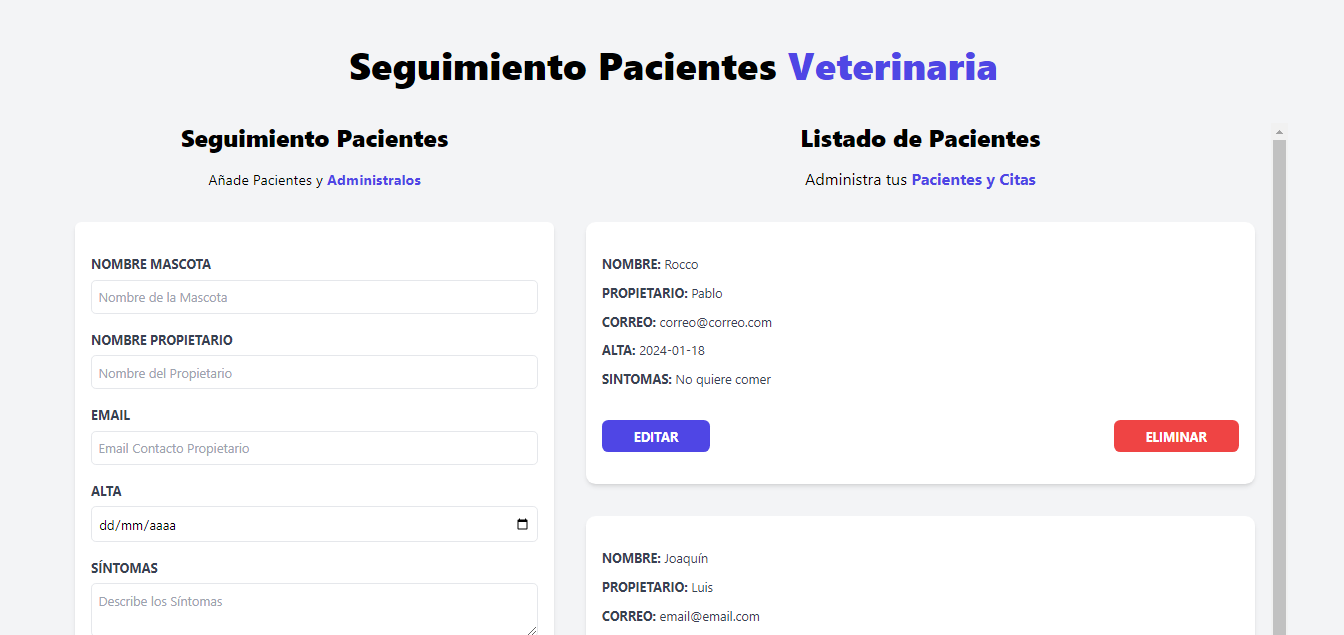 Seguimiento Pacientes Veterinaria
Seguimiento Pacientes
Añade Pacientes y Administralos
NOMBRE MASCOTA
Nombre de la Mascota
NOMBRE PROPIETARIO
Nombre del Propietario
EMAIL
Email Contacto Propietario
ALTA
dd/mm/aaaa
SÍNTOMAS
Describe los Síntomas
Listado de Pacientes
Administra tus Pacientes y Citas
NOMBRE: Rocco
PROPIETARIO: Pablo
CORREO: correo@correo.com
ALTA: 2024-01-18
SINTOMAS: No quiere comer
EDITAR
ELIMINAR
NOMBRE: Joaquín
PROPIETARIO: Luis
CORREO: email@email.com